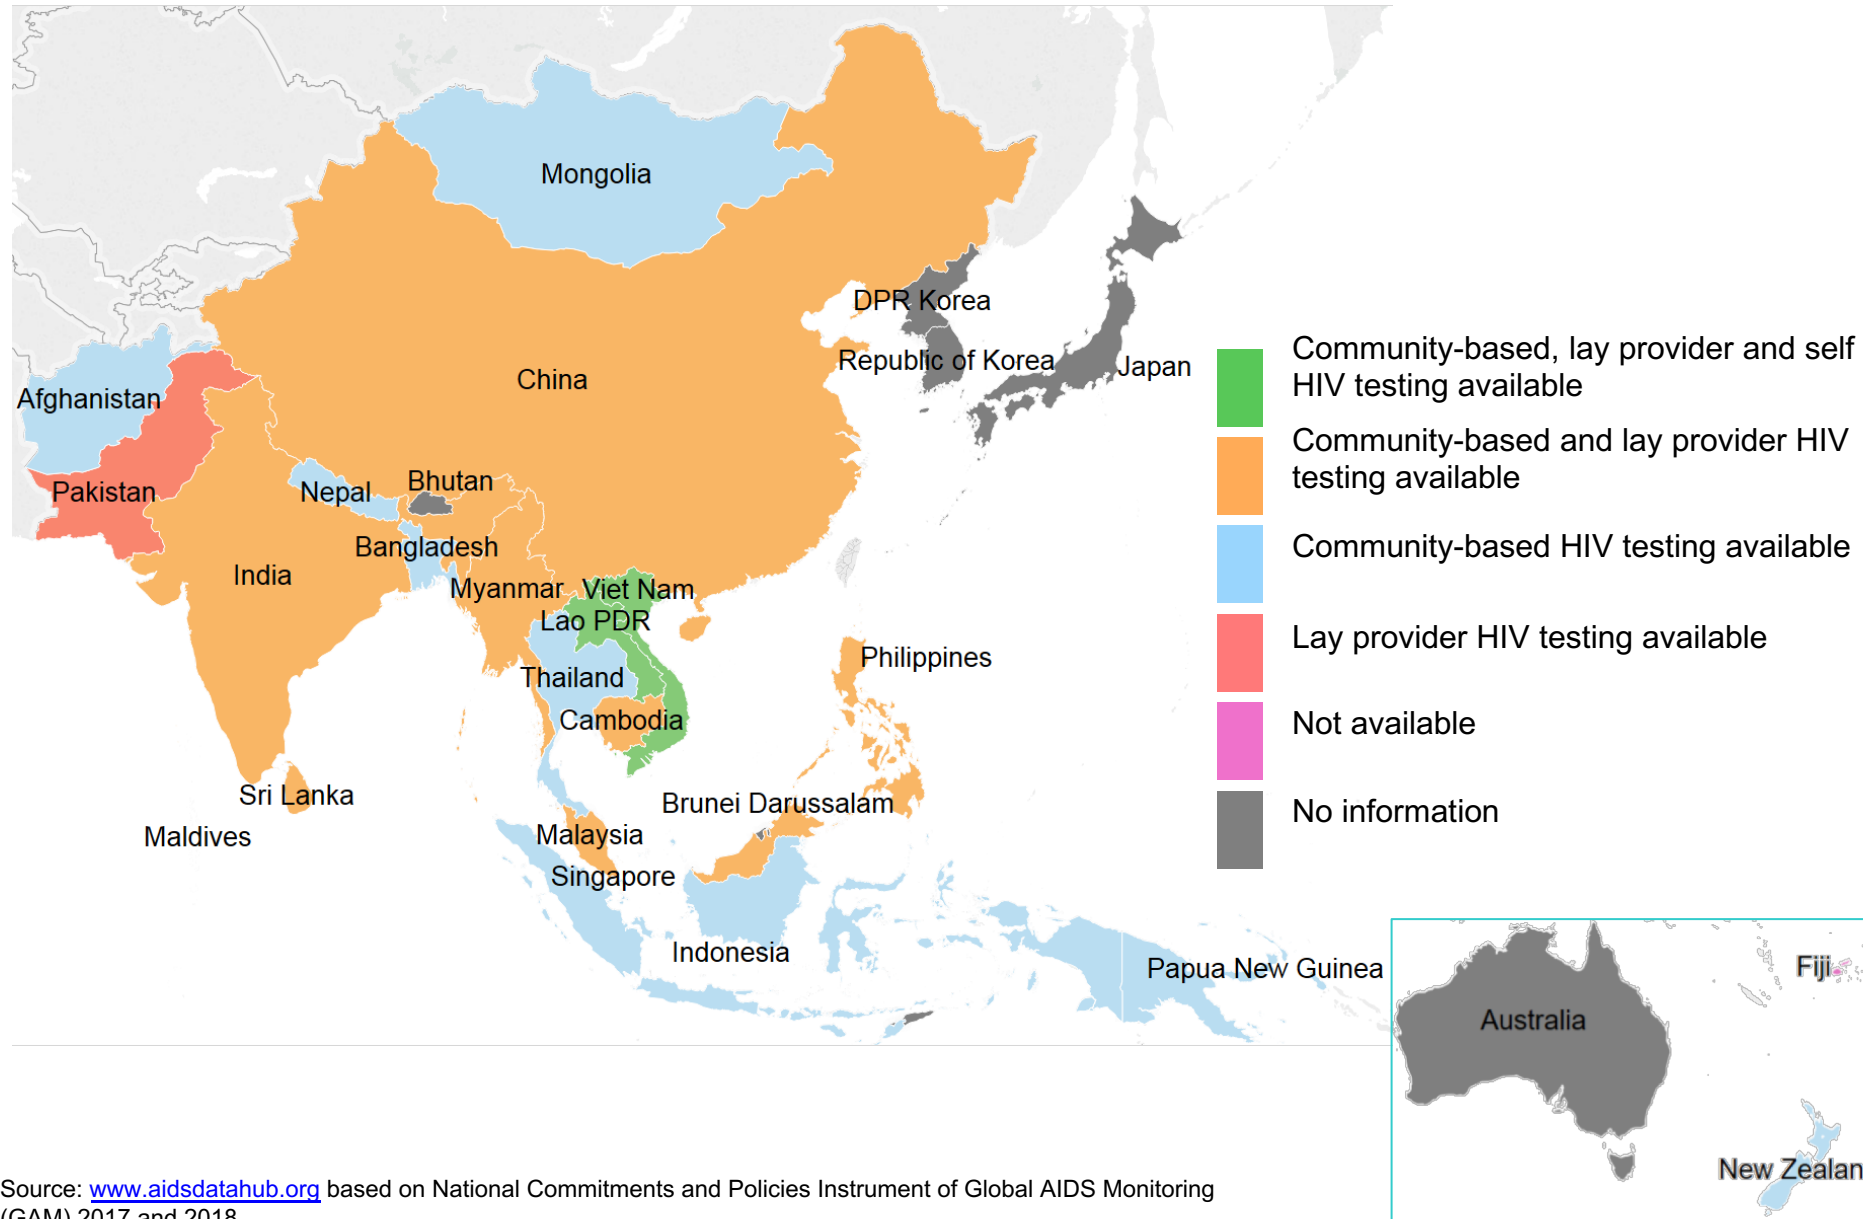 Mongolia
DPR Korea
Republic of Korea
Japan
China
Afghanistan
Pakistan
Nepal
Bhutan
Bangladesh
India
Myanmar
Viet Nam
Lao PDR
Thailand
Cambodia
Philippines
Sri Lanka
Maldives
Brunei Darussalam
Malaysia
Singapore
Indonesia
Papua New Guinea
Community-based, lay provider and self
HIV testing available
Community-based and lay provider HIV
testing available
Community-based HIV testing available
Lay provider HIV testing available
Not available
No information
Fiji
Australia
New Zealan
Source: www.aidsdatahub.org based on National Commitments and Policies Instrument of Global AIDS Monitoring
(GAM) 2017 and 2018